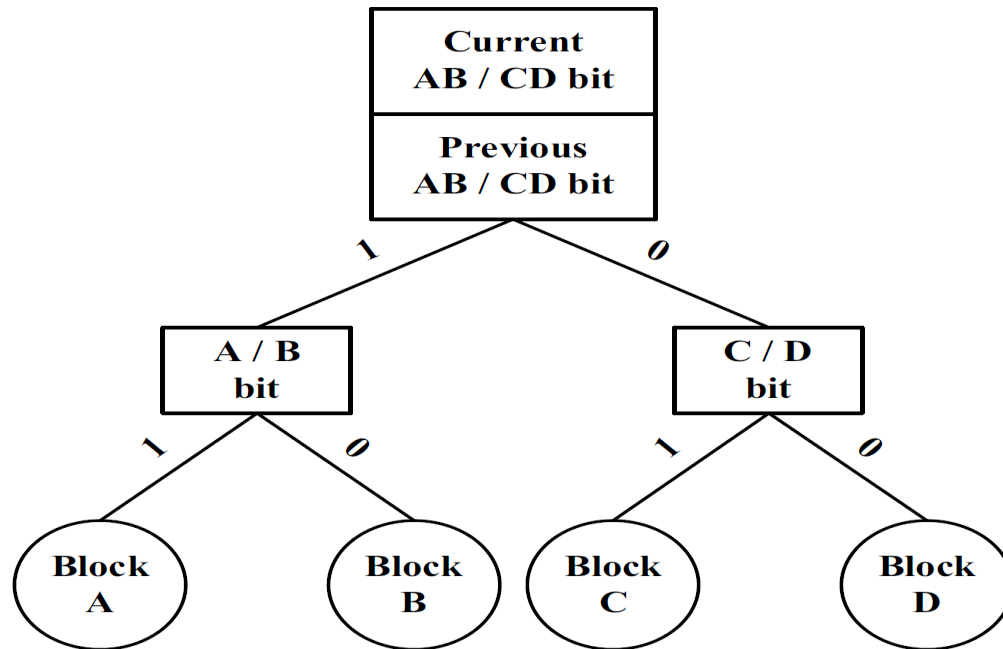 Current
AB / CD bit
Previous
AB / CD bit
1
0
A / B
bit
C / D
bit
1
0
1
0
Block
A
Block
B
Block
C
Block
D